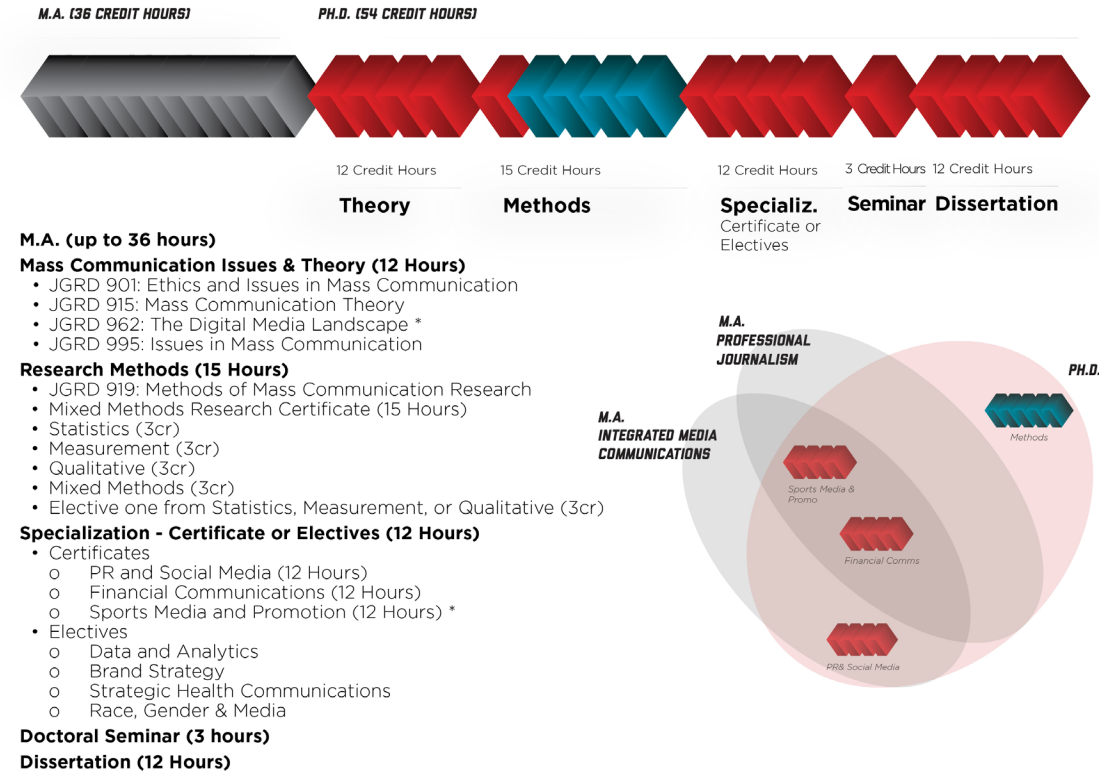 M.A. (36 CREDIT HOURS)
PH.D. (54 CREDIT HOURS)
12 Credit Hours
15 Credit Hours
12 Credit Hours
3 Credit Hours
12 Credit Hours
Theory
Methods
Specializ.
Certificate or
Electives
Seminar
Dissertation
M.A. (up to 36 hours)
Mass Communication Issues & Theory (12 Hours)
• JGRD 901: Ethics and Issues in Mass Communication
• JGRD 915: Mass Communication Theory
• JGRD 962: The Digital Media Landscape *
• JGRD 995: Issues in Mass Communication
Research Methods (15 Hours)
• JGRD 919: Methods of Mass Communication Research
• Mixed Methods Research Certificate (15 Hours)
• Statistics (3cr)
• Measurement (3cr)
• Qualitative (3cr)
• Mixed Methods (3cr)
• Elective one from Statistics, Measurement, or Qualitative (3cr)
Specialization - Certificate or Electives (12 Hours)
• Certificates
o PR and Social Media (12 Hours)
o Financial Communications (12 Hours)
o Sports Media and Promotion (12 Hours) *
• Electives
o Data and Analytics
o Brand Strategy
o Strategic Health Communications
o Race, Gender & Media
Doctoral Seminar (3 hours)
Dissertation (12 Hours)
M.A.
PROFESSIONAL
JOURNALISM
PH.D.
M.A.
INTEGRATED MEDIA
COMMUNICATIONS
Methods
Sports Media &
Promo
Financial Comms
PR& Social Media